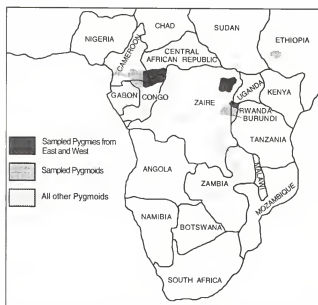 CHAD
SUDAN
NIGERIA
ETHIOPIA
CAMEROON
CENTRAL
AFRICAN REPUBLIC
UGANDA
KENYA
GABON
CONGO
ZAIRE
RWANDA
BURUNDI
TANZANIA
Sampled Pygmies from
East and West
Sampled Pygmoids
All other Pygmoids
ANGOLA
ZAMBIA
MALAWI
MOZAMBIQUE
NAMIBIA
BOTSWANA
SOUTH AFRICA